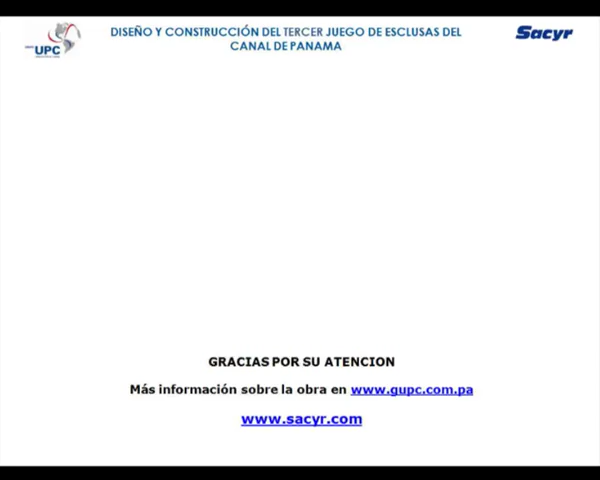 UPC
DISEÑO Y CONSTRUCCIÓN DEL TERCER JUEGO DE ESCLUSAS DEL
CANAL DE PANAMA
Sacyr
GRACIAS POR SU ATENCION
Más información sobre la obra en www.gupc.com.pa
www.sacyr.com